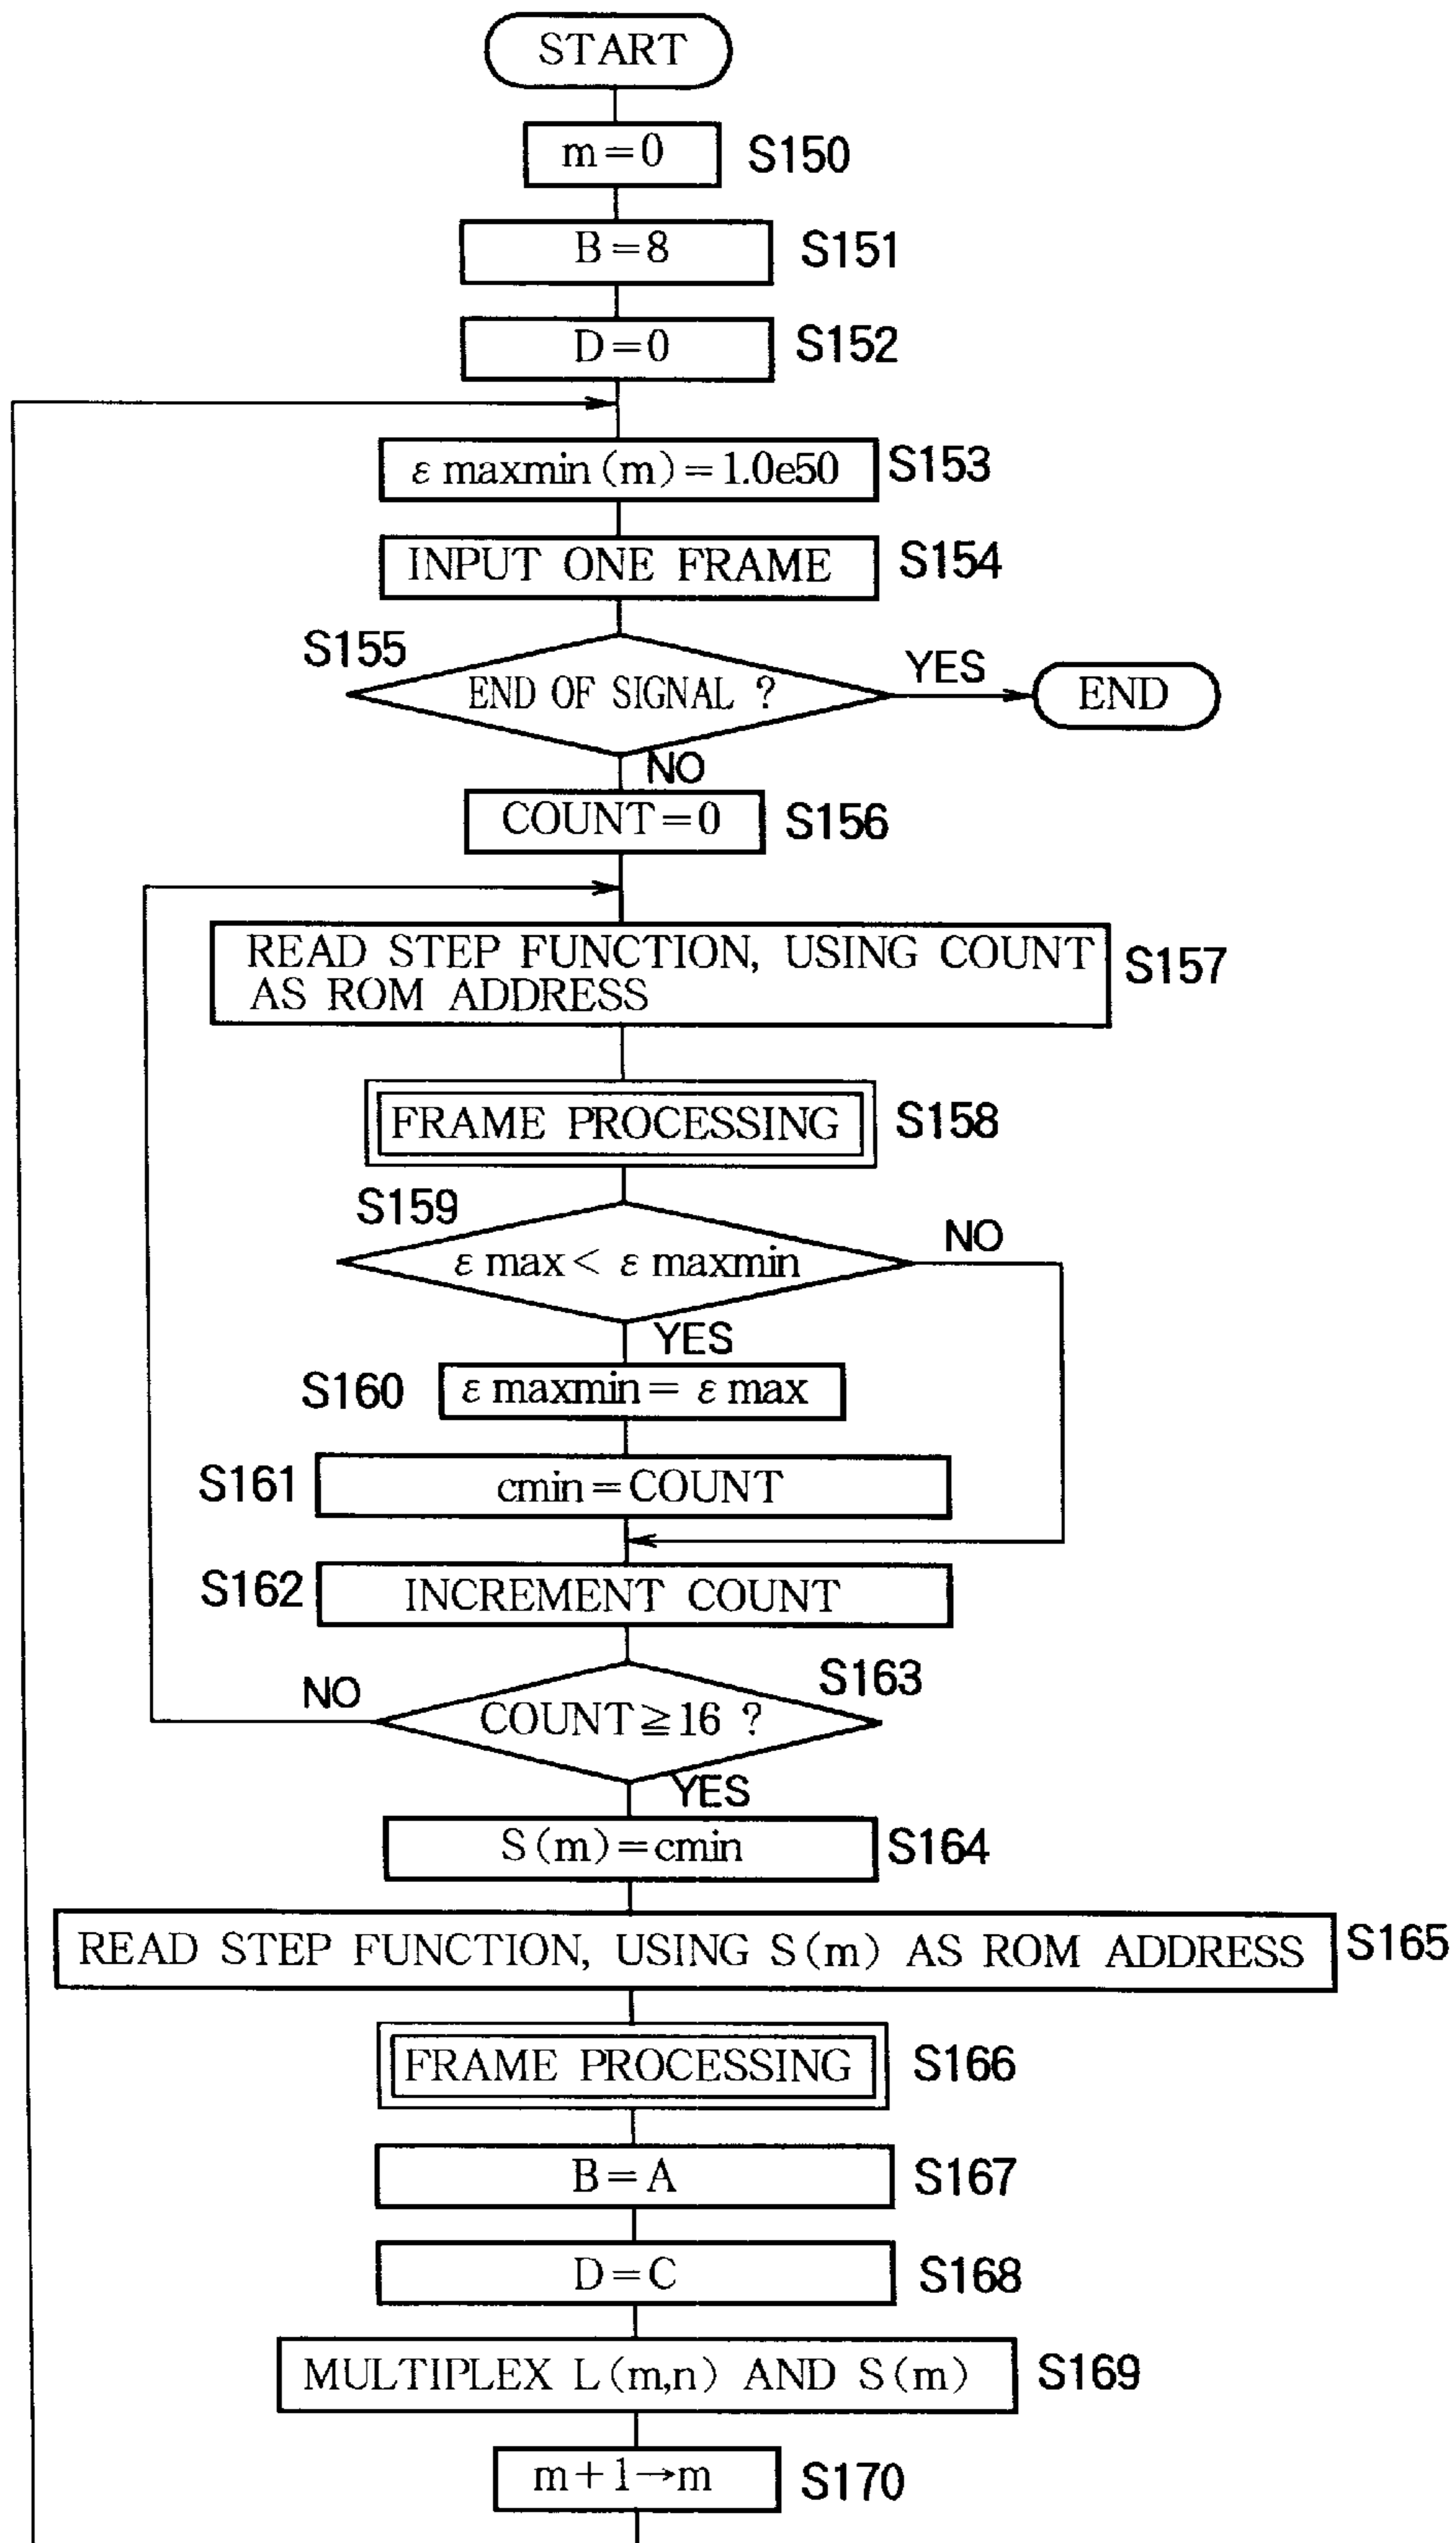 START
m=0 S150
B=8 S151
D=0 S152
ε maxmin (m)=1.0e50 S153
INPUT ONE FRAME S154
S155
END OF SIGNAL ?
YES
END
NO
COUNT=0 S156
READ STEP FUNCTION, USING COUNT
AS ROM ADDRESS
S157
FRAME PROCESSING S158
S159
ε max< ε maxmin
NO
YES
S160 ε maxmin= ε max
S161 cmin=COUNT
S162 INCREMENT COUNT
S163
NO
COUNT≧16 ?
YES
S(m)=cmin S164
READ STEP FUNCTION, USING S(m) AS ROM ADDRESS S165
FRAME PROCESSING S166
B=A S167
D=C S168
MULTIPLEX L(m,n) AND S(m) S169
m+1→m S170